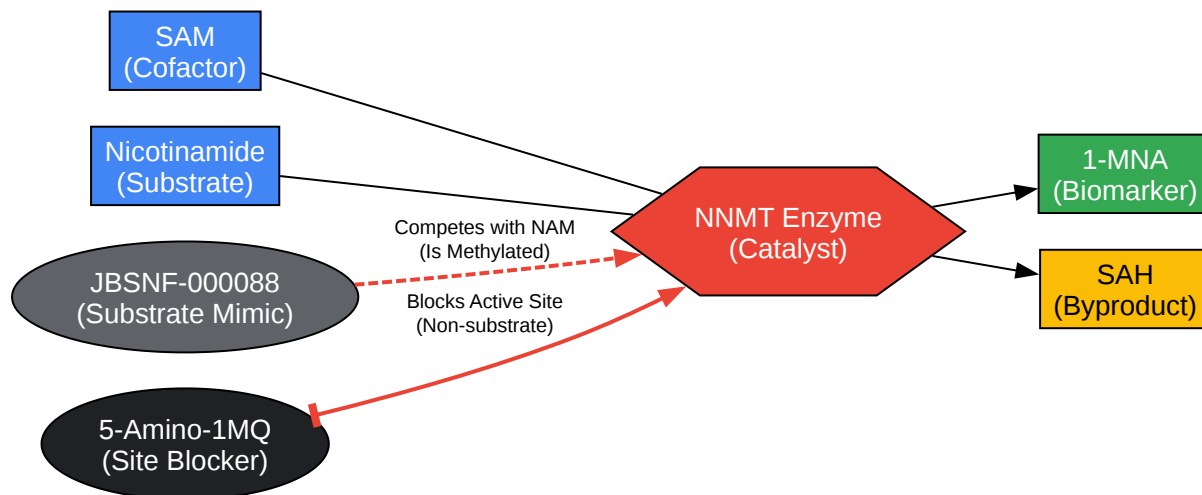 SAM
(Cofactor)
Nicotinamide
(Substrate)
JBSNF-000088
(Substrate Mimic)
5-Amino-1MQ
(Site Blocker)
Competes with NAM
(Is Methylated)
Blocks Active Site
(Non-substrate)
NNMT Enzyme
(Catalyst)
1-MNA
(Biomarker)
SAH
(Byproduct)